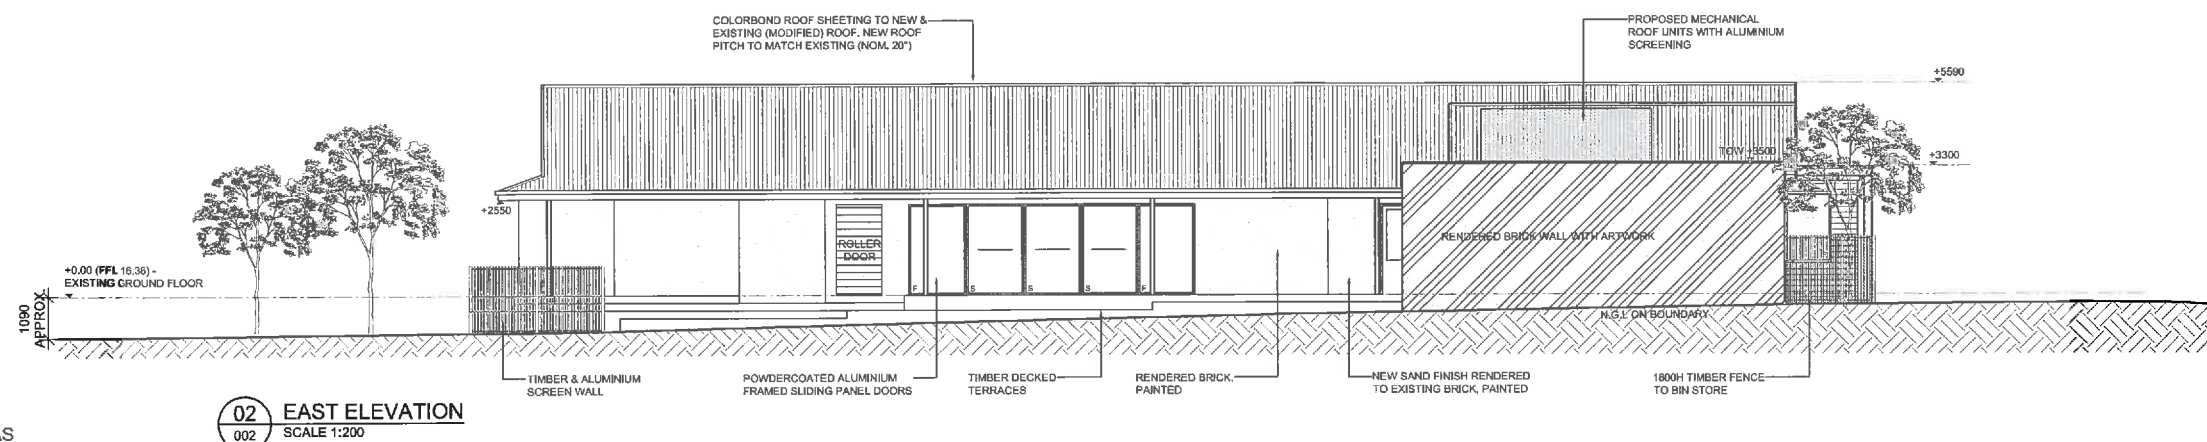 COLORBOND ROOF SHEETING TO NEW &
EXISTING (MODIFIED) ROOF. NEW ROOF
PITCH TO MATCH EXISTING (NOM. 20°)
PROPOSED MECHANICAL
ROOF UNITS WITH ALUMINIUM
SCREENING
+5590
TOW +3500
+3300
+2550
ROLLER
DOOR
RENDERED BRICK WALL WITH ARTWORK
+0.00 (FFL 16.36) -
EXISTING GROUND FLOOR
1090
APPROX.
F
S
S
S
F
N.G.L ON BOUNDARY
TIMBER & ALUMINIUM
SCREEN WALL
POWDERCOATED ALUMINIUM
FRAMED SLIDING PANEL DOORS
TIMBER DECKED
TERRACES
RENDERED BRICK,
PAINTED
NEW SAND FINISH RENDERED
TO EXISTING BRICK, PAINTED
1800H TIMBER FENCE
TO BIN STORE
02
002
EAST ELEVATION
SCALE 1:200
AS